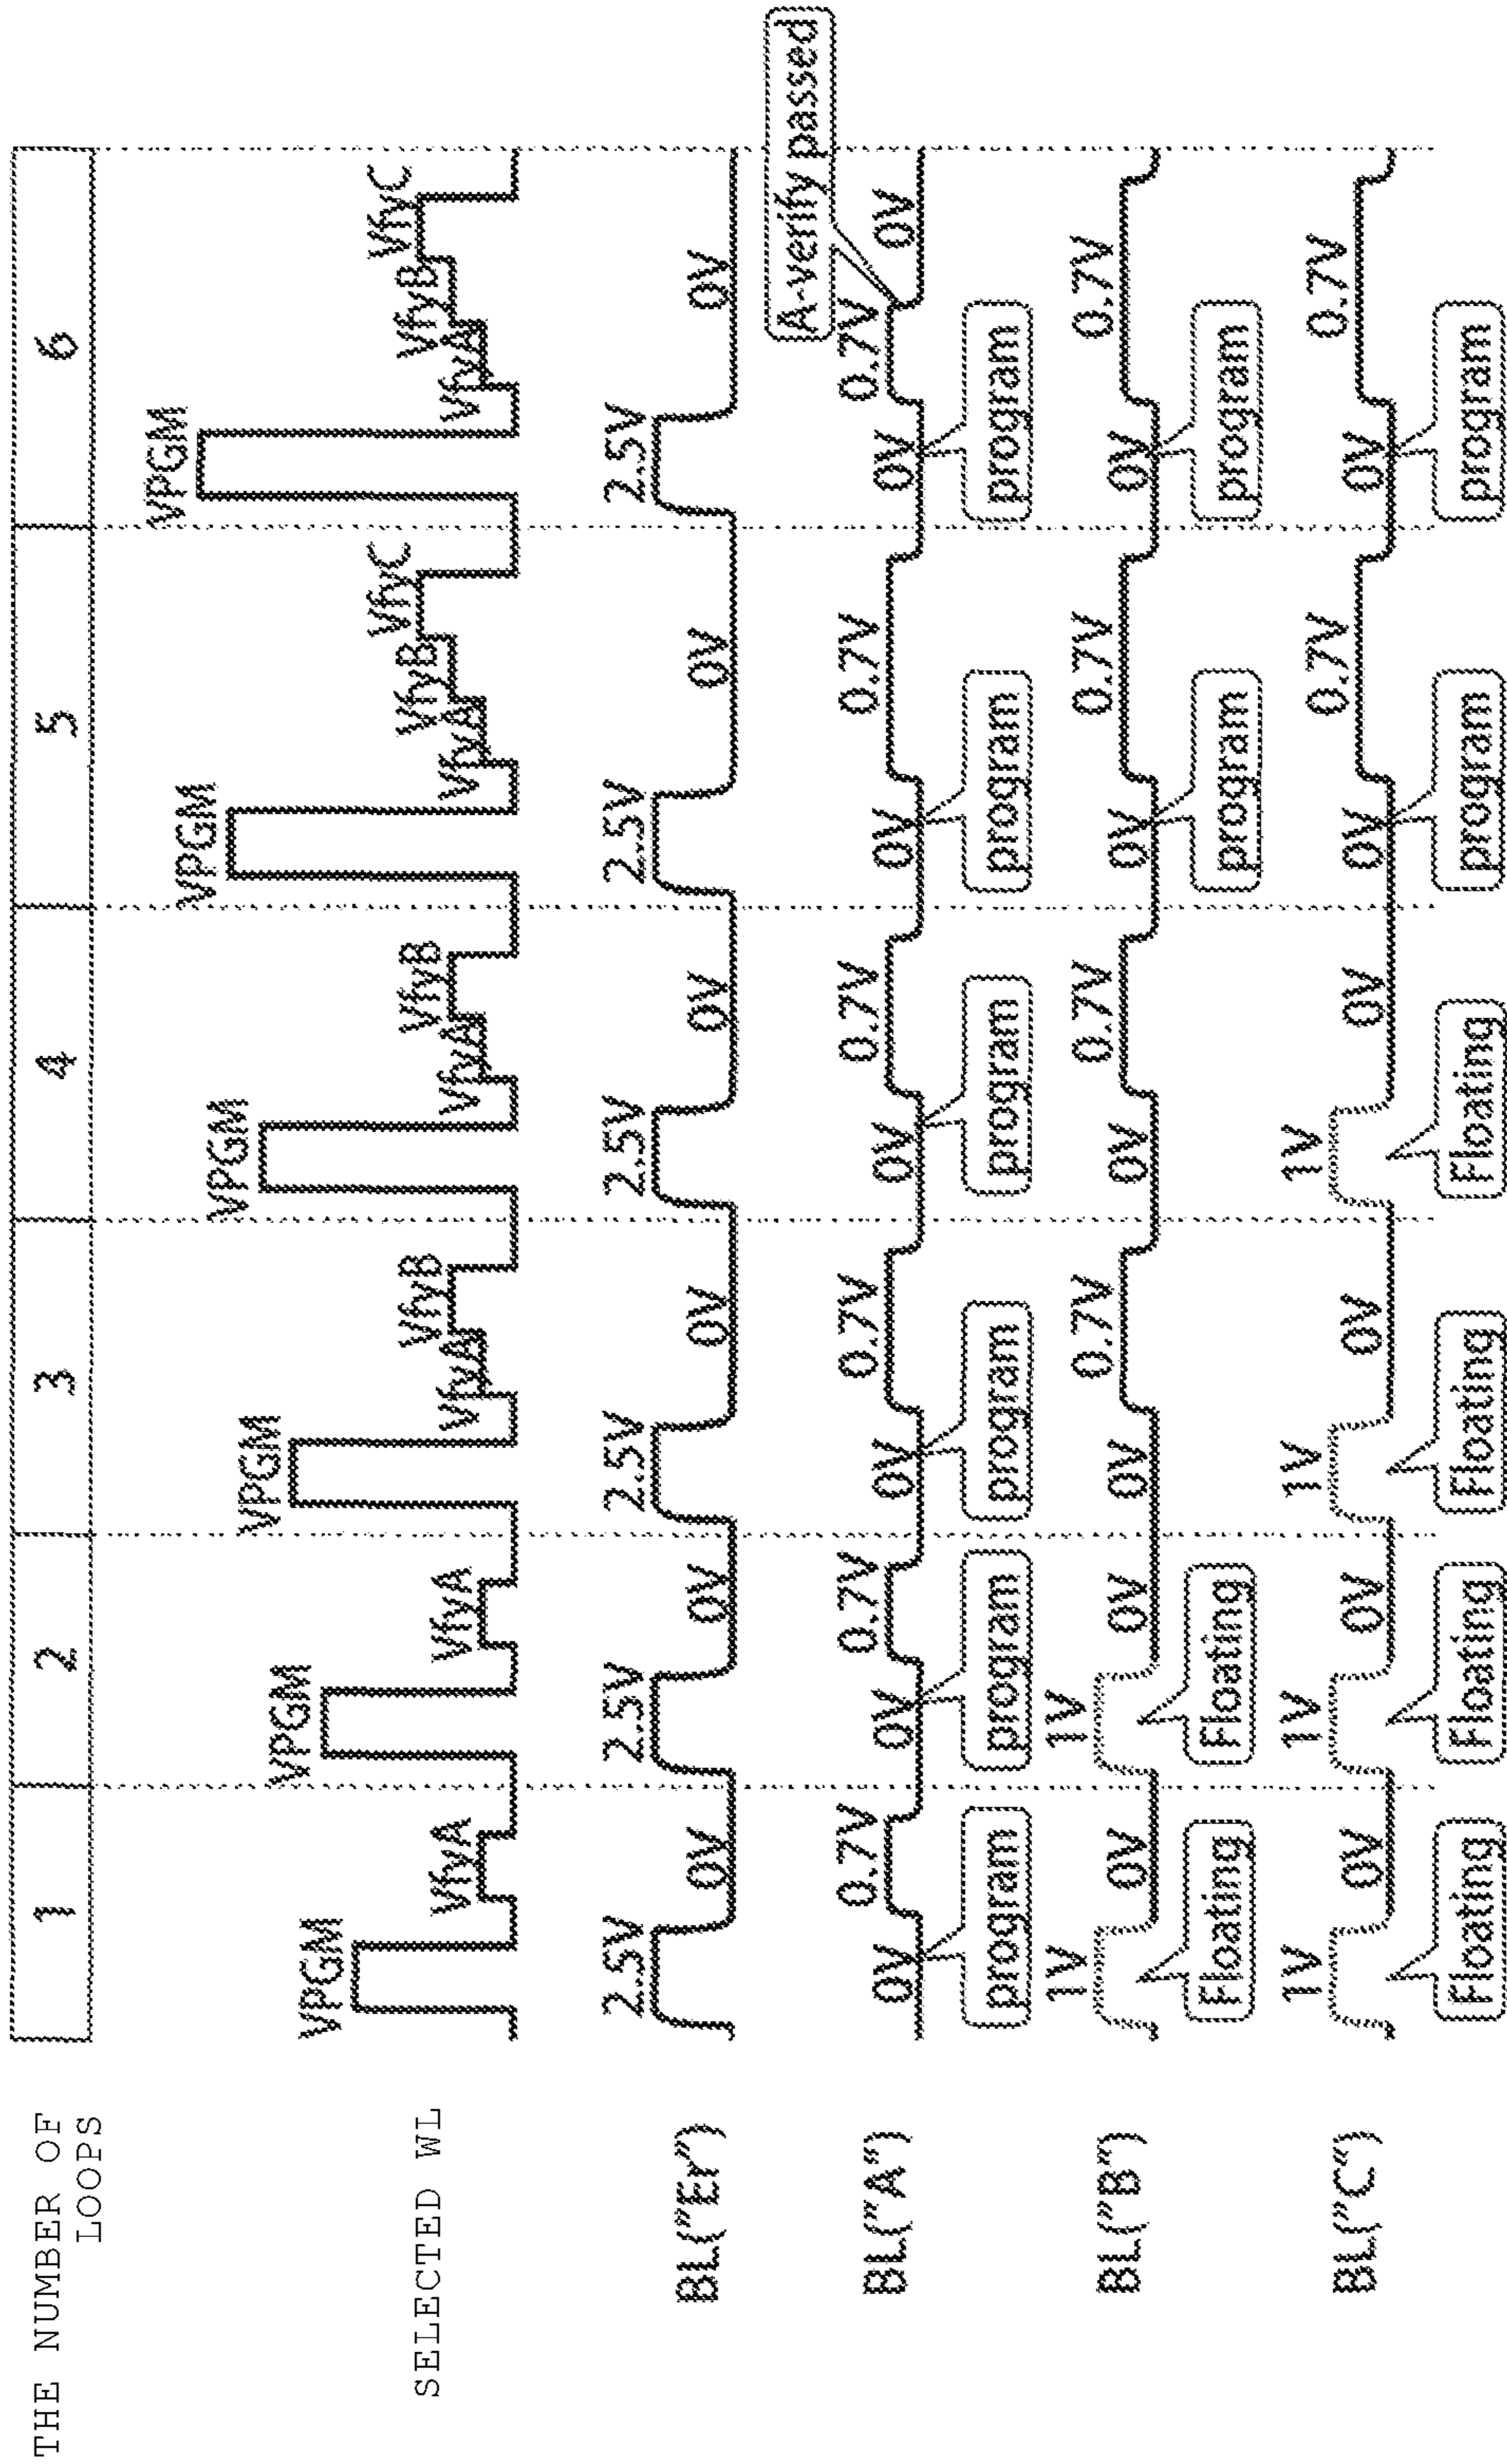 THE NUMBER OF
LOOPS
1 2 3 4 5 6
SELECTED WL
VPGM VPGM VPGM VPGM VPGM VPGM
VfyA VfyA VfyA VfyB VfyA VfyB VfyA VfyB VfyC VfyA VfyB VfyC
BL("Er")
2.5V 0V 2.5V 0V 2.5V 0V 2.5V 0V 2.5V 0V 2.5V 0V
A-verify passed
BL("A")
0V 0.7V 0V 0.7V 0V 0.7V 0V 0.7V 0V 0.7V 0V 0.7V 0V
program program program program program program
BL("B")
1V 0V 1V 0V 0V 0.7V 0V 0.7V 0V 0.7V 0V 0.7V
Floating Floating program program
BL("C")
1V 0V 1V 0V 1V 0V 1V 0V 0V 0.7V 0V 0.7V
Floating Floating Floating Floating program program